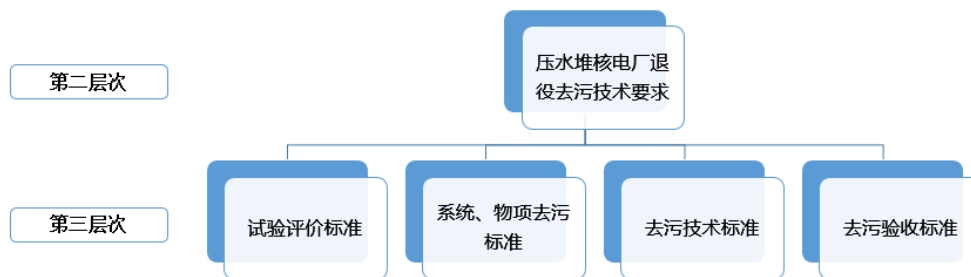 第二层次
压水堆核电厂退
役去污技术要求
第三层次
试验评价标准
系统、物项去污
标准
去污技术标准
去污验收标准